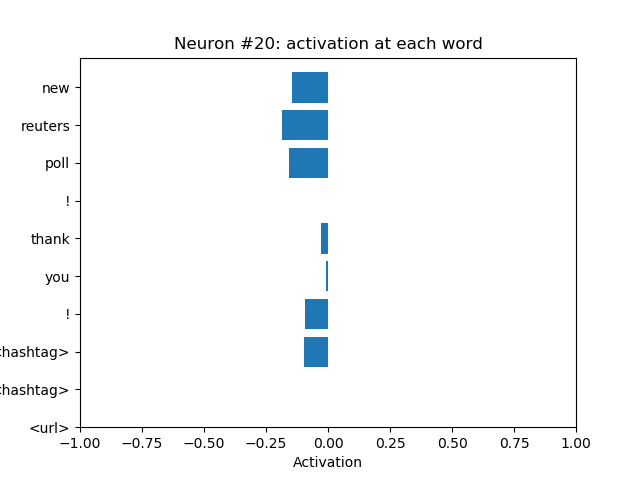 Neuron #20: activation at each word
new
reuters
poll
!
thank
you
!
hashtag>
hashtag>
<url>
−1.00 −0.75 −0.50 −0.25 0.00 0.25 0.50 0.75 1.00
Activation